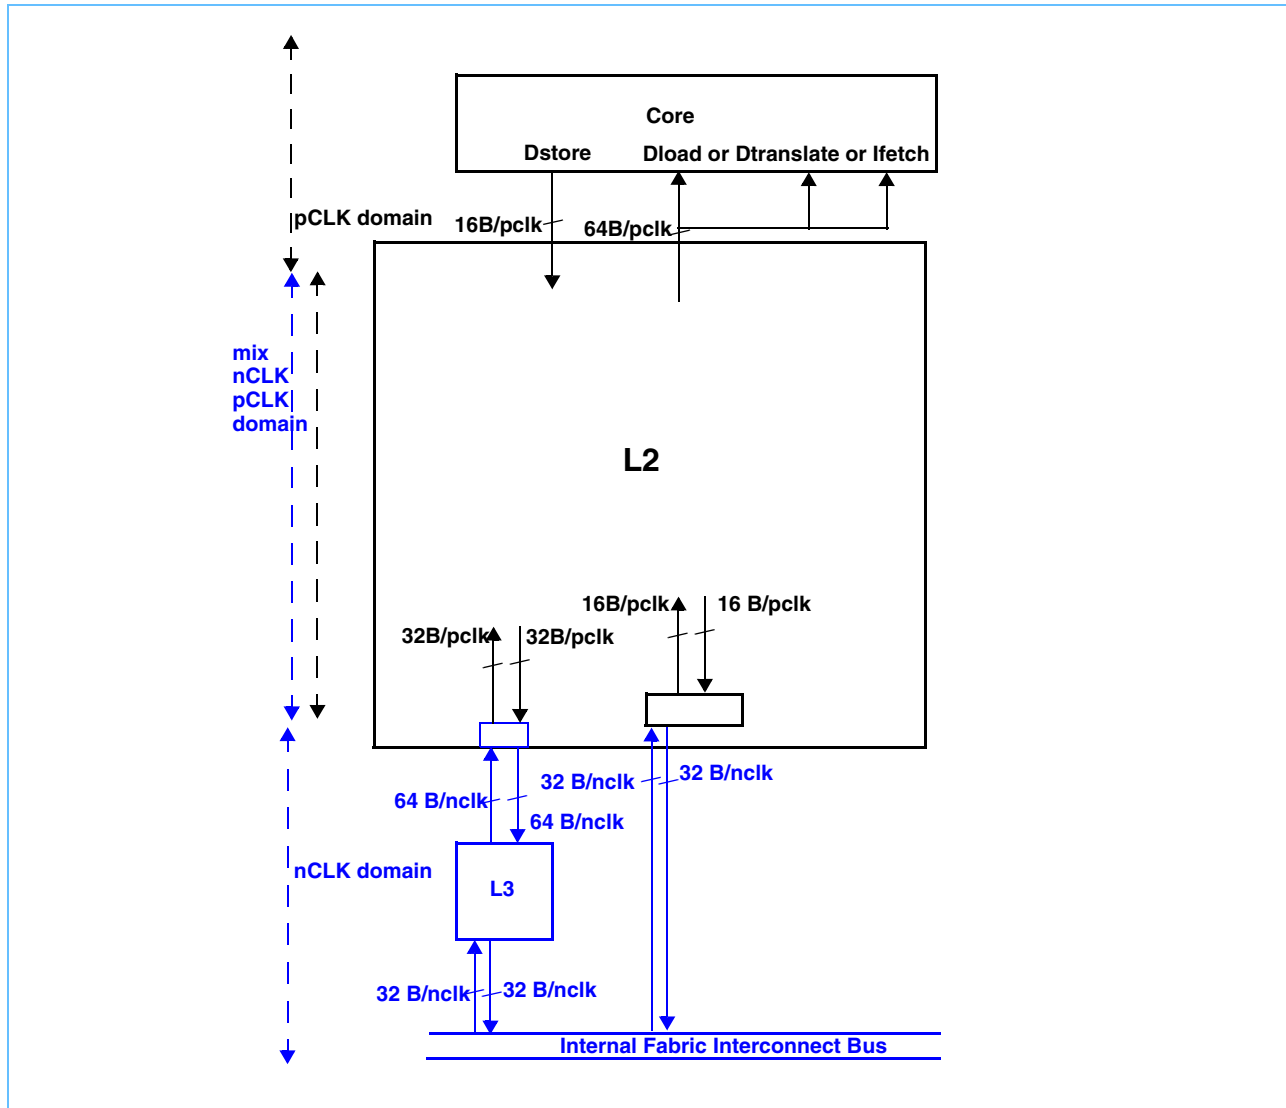 Core
Dstore
Dload or Dtranslate or Ifetch
pCLK domain
16B/pclk
64B/pclk
mix
nCLK
pCLK
domain
L2
16B/pclk
16 B/pclk
32B/pclk
32B/pclk
32 B/nclk
32 B/nclk
64 B/nclk
64 B/nclk
nCLK domain
L3
32 B/nclk
32 B/nclk
Internal Fabric Interconnect Bus